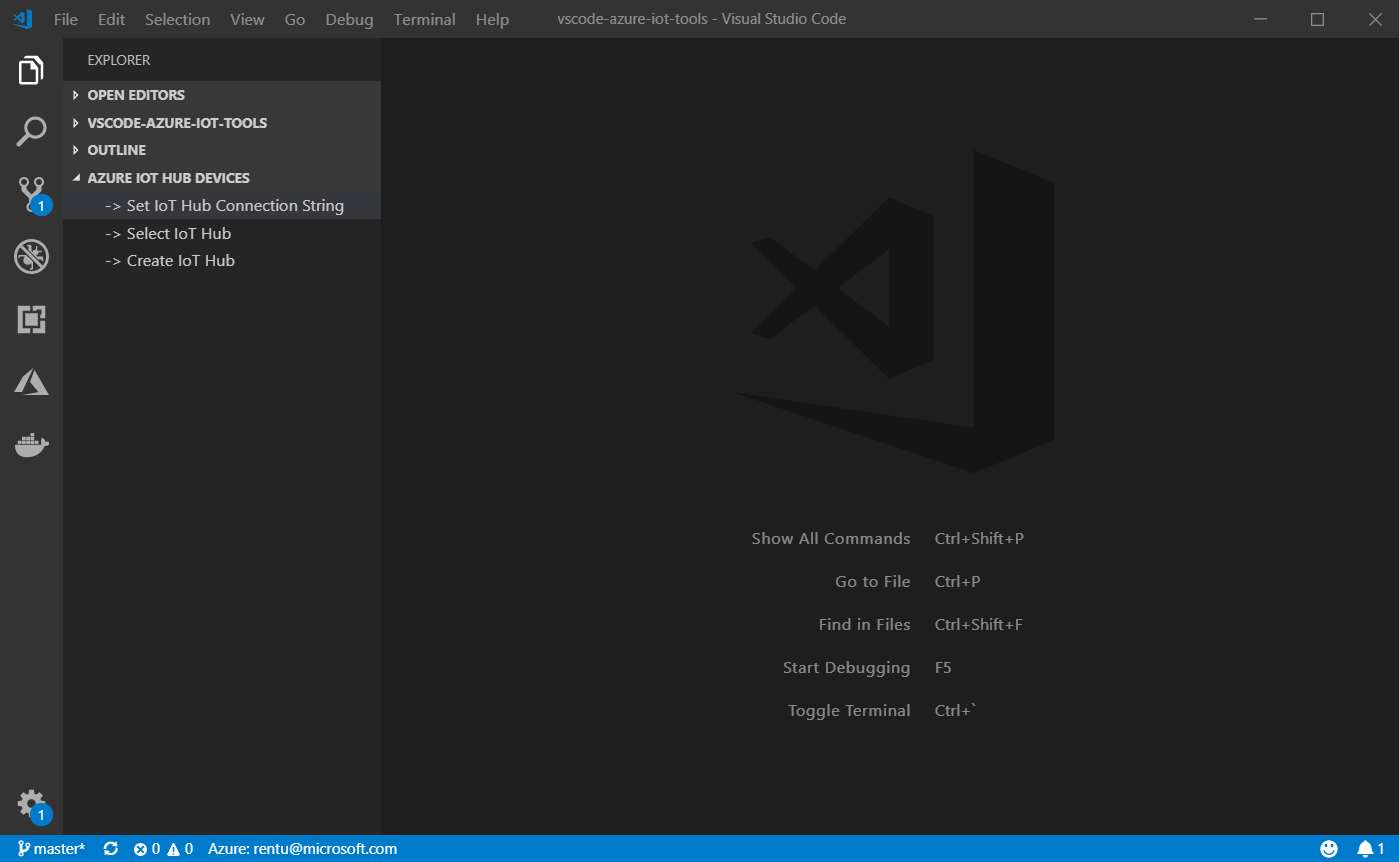 File Edit Selection View Go Debug Terminal Help vscode-azure-iot-tools - Visual Studio Code
EXPLORER
OPEN EDITORS
VSCODE-AZURE-IOT-TOOLS
OUTLINE
AZURE IOT HUB DEVICES
-> Set IoT Hub Connection String
-> Select IoT Hub
-> Create IoT Hub
1
Show All Commands Ctrl+Shift+P
Go to File Ctrl+P
Find in Files Ctrl+Shift+F
Start Debugging F5
Toggle Terminal Ctrl+`
1
master* 0 0 Azure: rentu@microsoft.com 1